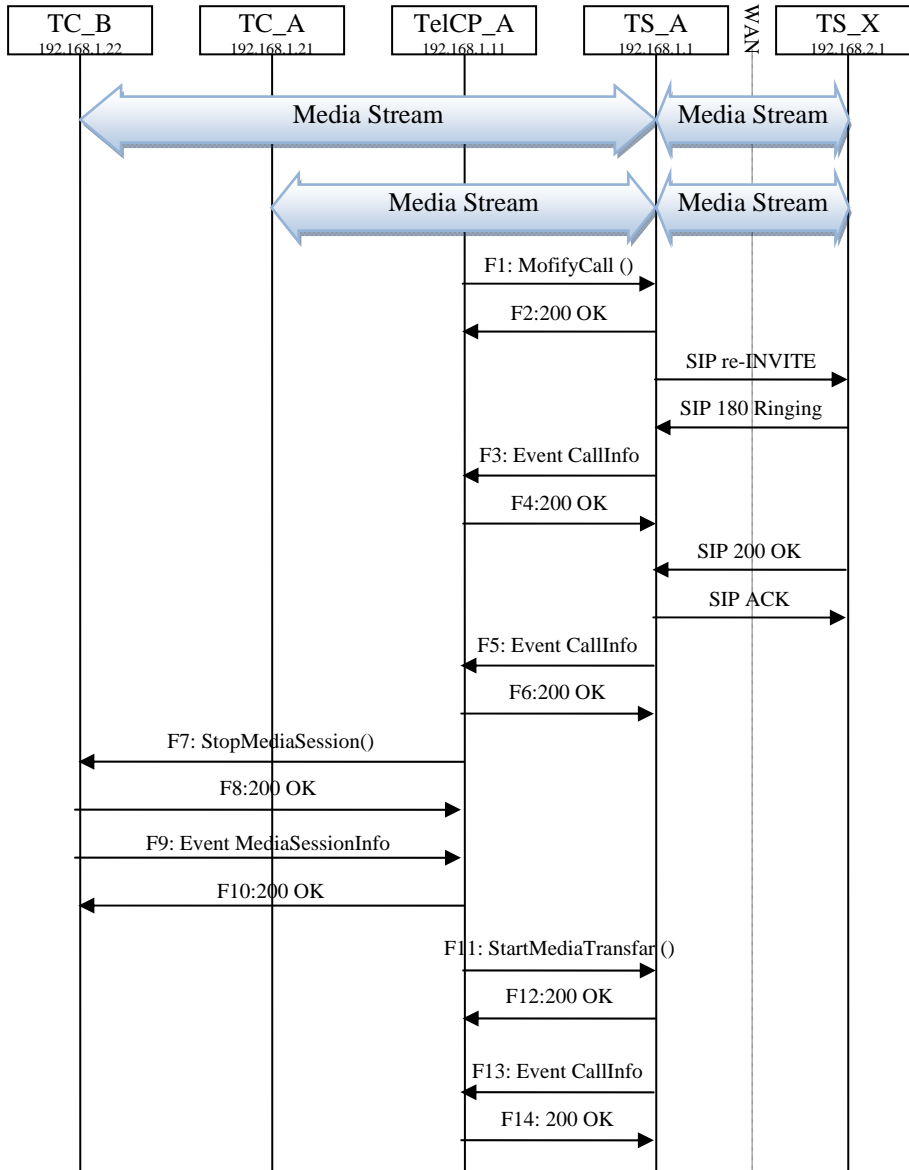 TC_B
192.168.1.22
TC_A
192.168.1.21
TelCP_A
192.168.1.11
TS_A
192.168.1.1
WAN
TS_X
192.168.2.1
Media Stream
Media Stream
Media Stream
Media Stream
F1: MofifyCall ()
F2:200 OK
SIP re-INVITE
SIP 180 Ringing
F3: Event CallInfo
F4:200 OK
SIP 200 OK
SIP ACK
F5: Event CallInfo
F6:200 OK
F7: StopMediaSession()
F8:200 OK
F9: Event MediaSessionInfo
F10:200 OK
F11: StartMediaTransfar ()
F12:200 OK
F13: Event CallInfo
F14: 200 OK